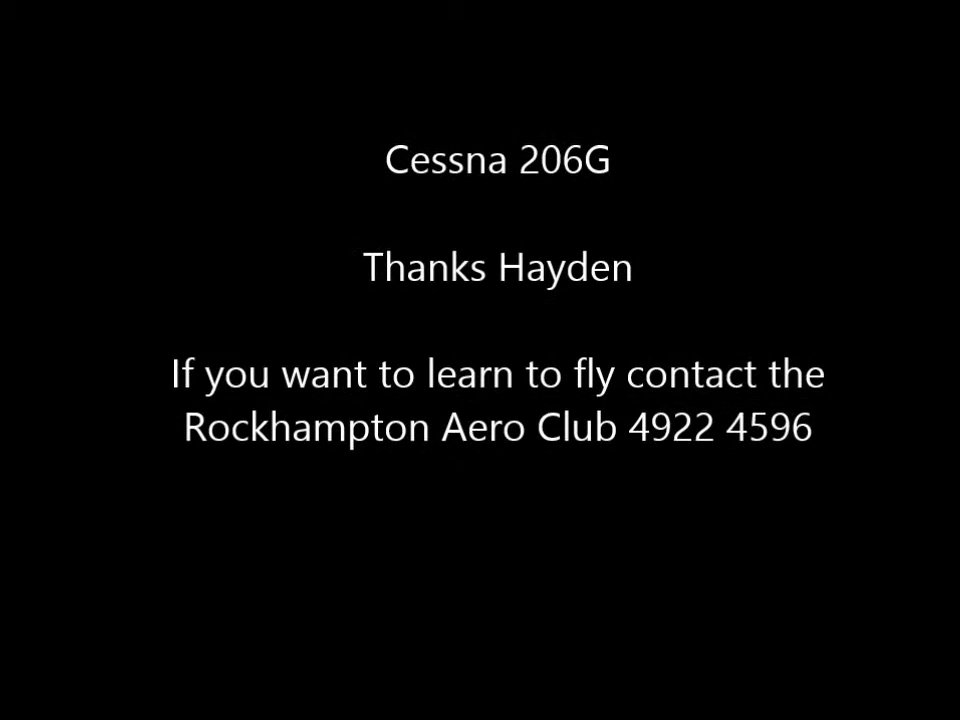 Cessna 206G
Thanks Hayden
If you want to learn to fly contact the
Rockhampton Aero Club 4922 4596